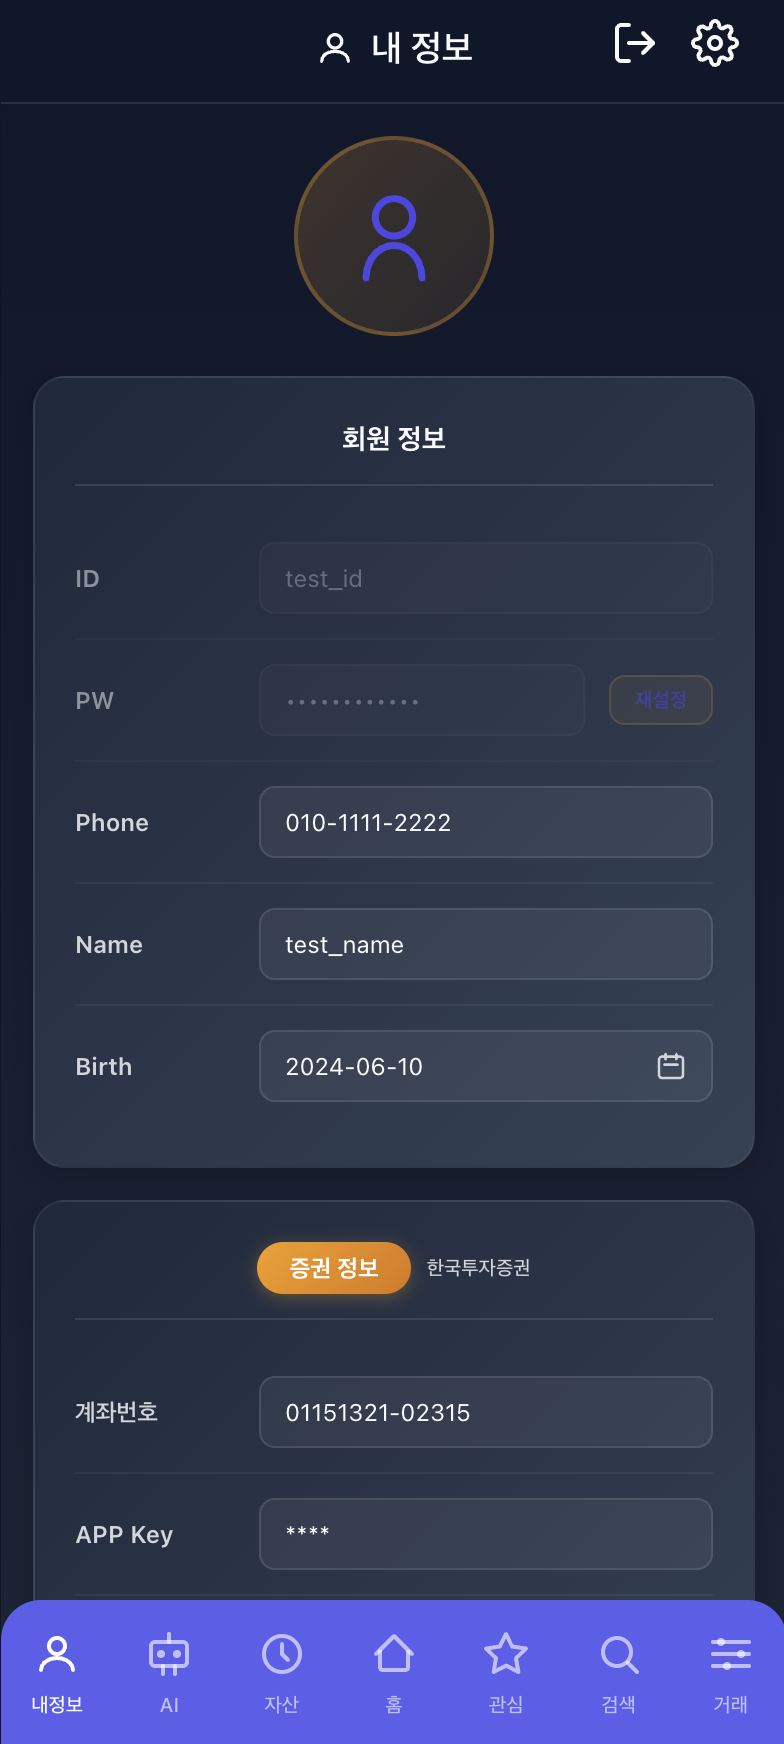 내 정보
회원 정보
ID test_id
PW •••••••••••• 재설정
Phone 010-1111-2222
Name test_name
Birth 2024-06-10
증권 정보 한국투자증권
계좌번호 01151321-02315
APP Key ****
내정보 AI 자산 홈 관심 검색 거래